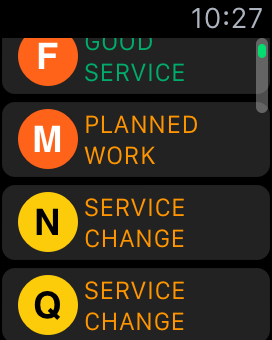 10:27
F GOOD
SERVICE
M PLANNED
WORK
N SERVICE
CHANGE
Q SERVICE
CHANGE